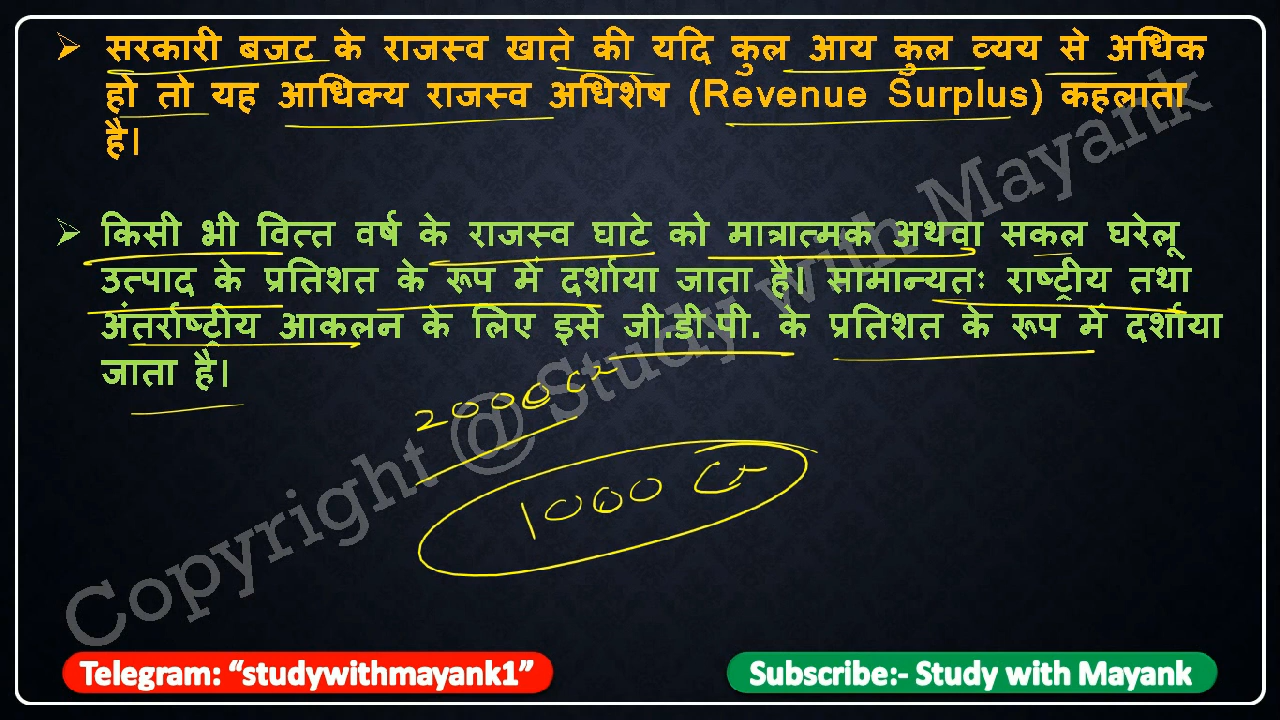 ➢ सरकारी बजट के राजस्व खाते की यदि कुल आय कुल व्यय से अधिक
हो तो यह आधिक्य राजस्व अधिशेष (Revenue Surplus) कहलाता
है।
➢ किसी भी वित्त वर्ष के राजस्व घाटे को मात्रात्मक अथवा सकल घरेलू
उत्पाद के प्रतिशत के रूप में दर्शाया जाता है। सामान्यतः राष्ट्रीय तथा
अंतर्राष्ट्रीय आकलन के लिए इसे जी.डी.पी. के प्रतिशत के रूप में दर्शाया
जाता है।
2000 Cr
1000 Cr
Copyright @ Study with Mayank
Telegram: “studywithmayank1”
Subscribe:- Study with Mayank